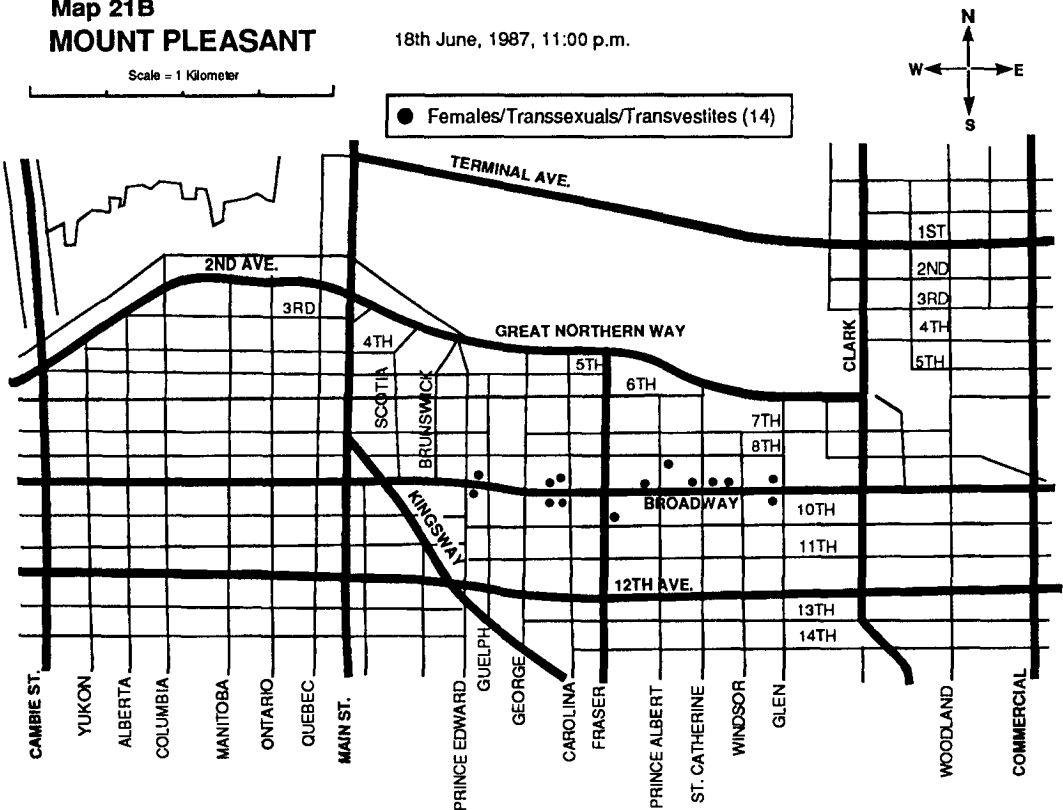 Map 21B
MOUNT PLEASANT
18th June, 1987, 11:00 p.m.
Scale = 1 Kilometer
N
W
E
S
Females/Transsexuals/Transvestites (14)
TERMINAL AVE.
1ST
2ND AVE.
2ND
3RD
3RD
GREAT NORTHERN WAY
4TH
4TH
CLARK
5TH
5TH
6TH
SCOTIA
BRUNSWICK
7TH
8TH
KINGSWAY
BROADWAY
10TH
11TH
12TH AVE.
13TH
14TH
CAMBIE ST.
YUKON
ALBERTA
COLUMBIA
MANITOBA
ONTARIO
QUEBEC
MAIN ST.
PRINCE EDWARD
GUELPH
GEORGE
CAROLINA
FRASER
PRINCE ALBERT
ST. CATHERINE
WINDSOR
GLEN
WOODLAND
COMMERCIAL